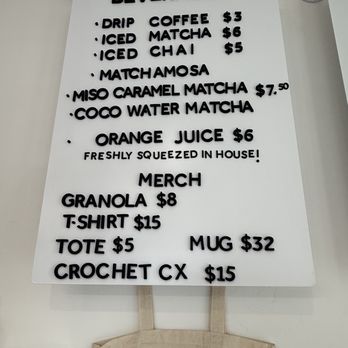 · DRIP COFFEE $3
· ICED MATCHA $6
· ICED CHAI $5
· MATCHAMOSA
· MISO CARAMEL MATCHA $7.50
· COCO WATER MATCHA
· ORANGE JUICE $6
FRESHLY SQUEEZED IN HOUSE!
MERCH
GRANOLA $8
T-SHIRT $15
TOTE $5 MUG $32
CROCHET CX $15